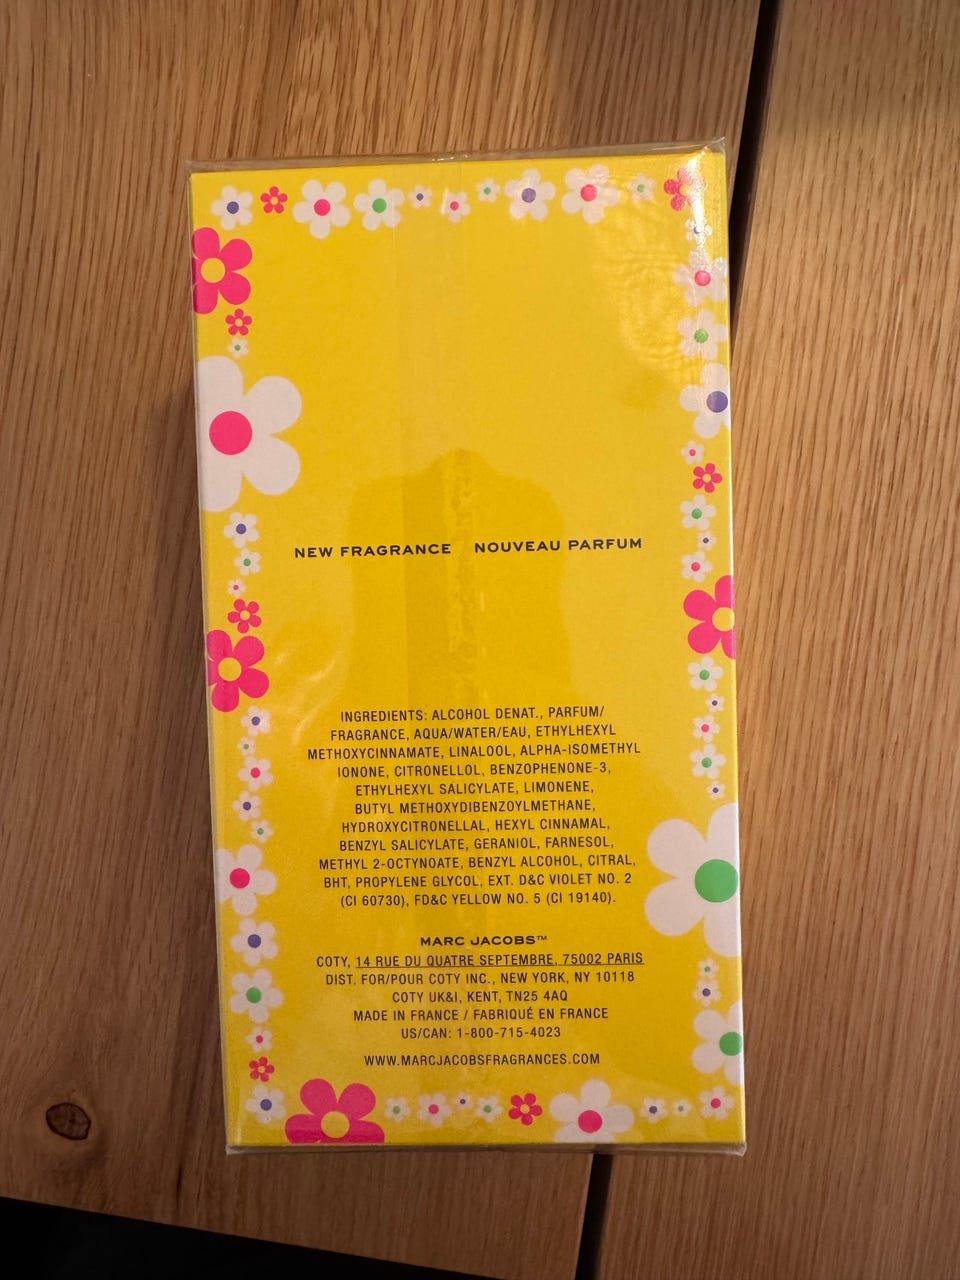 NEW FRAGRANCE NOUVEAU PARFUM
INGREDIENTS: ALCOHOL DENAT., PARFUM/
FRAGRANCE, AQUA/WATER/EAU, ETHYLHEXYL
METHOXYCINNAMATE, LINALOOL, ALPHA-ISOMETHYL
IONONE, CITRONELLOL, BENZOPHENONE-3,
ETHYLHEXYL SALICYLATE, LIMONENE,
BUTYL METHOXYDIBENZOYLMETHANE,
HYDROXYCITRONELLAL, HEXYL CINNAMAL,
BENZYL SALICYLATE, GERANIOL, FARNESOL,
METHYL 2-OCTYNOATE, BENZYL ALCOHOL, CITRAL,
BHT, PROPYLENE GLYCOL, EXT. D&C VIOLET NO. 2
(CI 60730), FD&C YELLOW NO. 5 (CI 19140).
MARC JACOBS™
COTY, 14 RUE DU QUATRE SEPTEMBRE, 75002 PARIS
DIST. FOR/POUR COTY INC., NEW YORK, NY 10118
COTY UK&I, KENT, TN25 4AQ
MADE IN FRANCE / FABRIQUÉ EN FRANCE
US/CAN: 1-800-715-4023
WWW.MARCJACOBSFRAGRANCES.COM